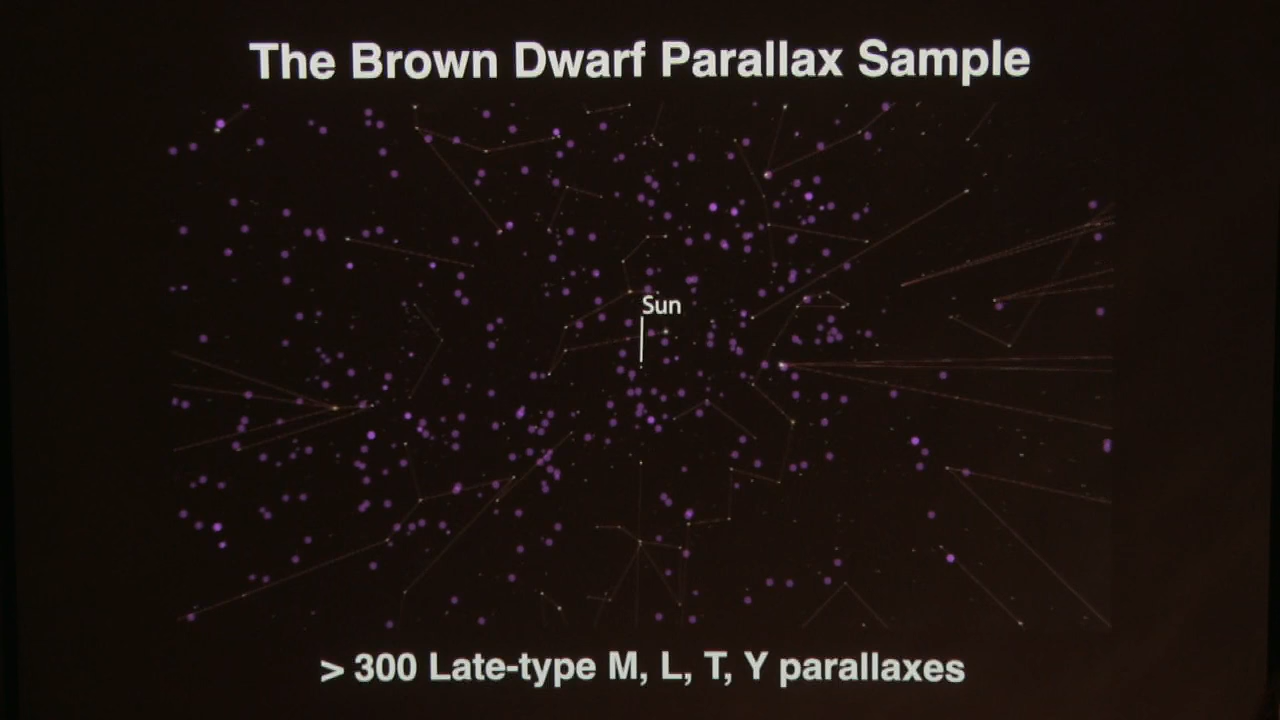 The Brown Dwarf Parallax Sample
Sun
> 300 Late-type M, L, T, Y parallaxes